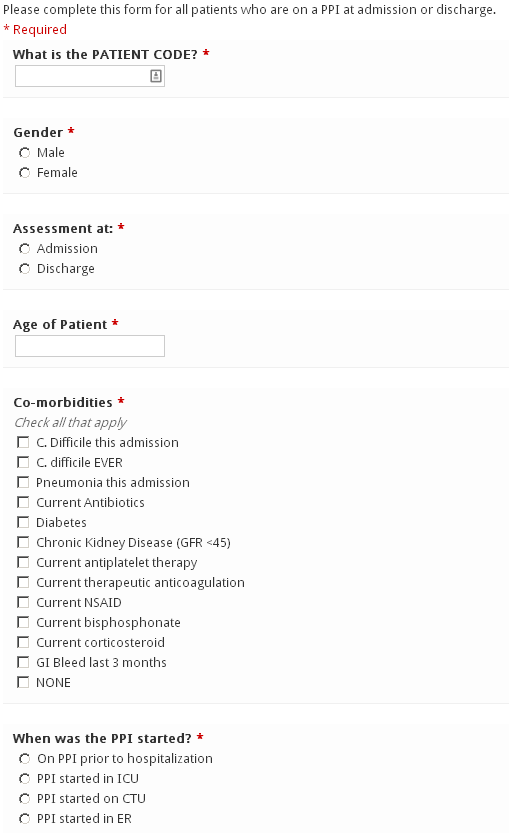 Please complete this form for all patients who are on a PPI at admission or discharge.
* Required
What is the PATIENT CODE? *
Gender *
Male
Female
Assessment at: *
Admission
Discharge
Age of Patient *
Co-morbidities *
Check all that apply
C. Difficile this admission
C. difficile EVER
Pneumonia this admission
Current Antibiotics
Diabetes
Chronic Kidney Disease (GFR <45)
Current antiplatelet therapy
Current therapeutic anticoagulation
Current NSAID
Current bisphosphonate
Current corticosteroid
GI Bleed last 3 months
NONE
When was the PPI started? *
On PPI prior to hospitalization
PPI started in ICU
PPI started on CTU
PPI started in ER